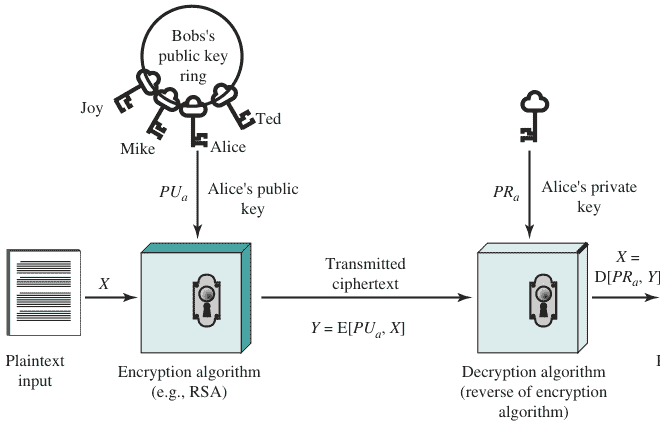 Bobs's
public key
ring
Joy
Mike
Alice
Ted
PUa
Alice's public
key
PRa
Alice's private
key
X
Transmitted
ciphertext
Y = E[PUa, X]
X =
D[PRa, Y]
Plaintext
input
Encryption algorithm
(e.g., RSA)
Decryption algorithm
(reverse of encryption
algorithm)